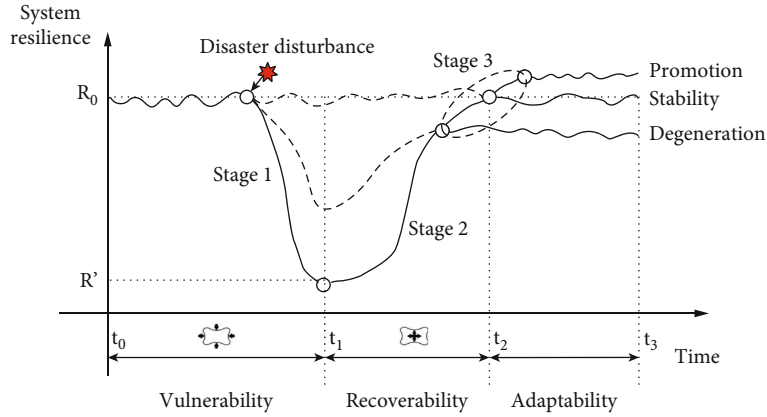 System
resilience
Disaster disturbance
Stage 3
R0
Promotion
Stability
Degeneration
Stage 1
Stage 2
R’
t0
t1
t2
t3
Time
Vulnerability
Recoverability
Adaptability